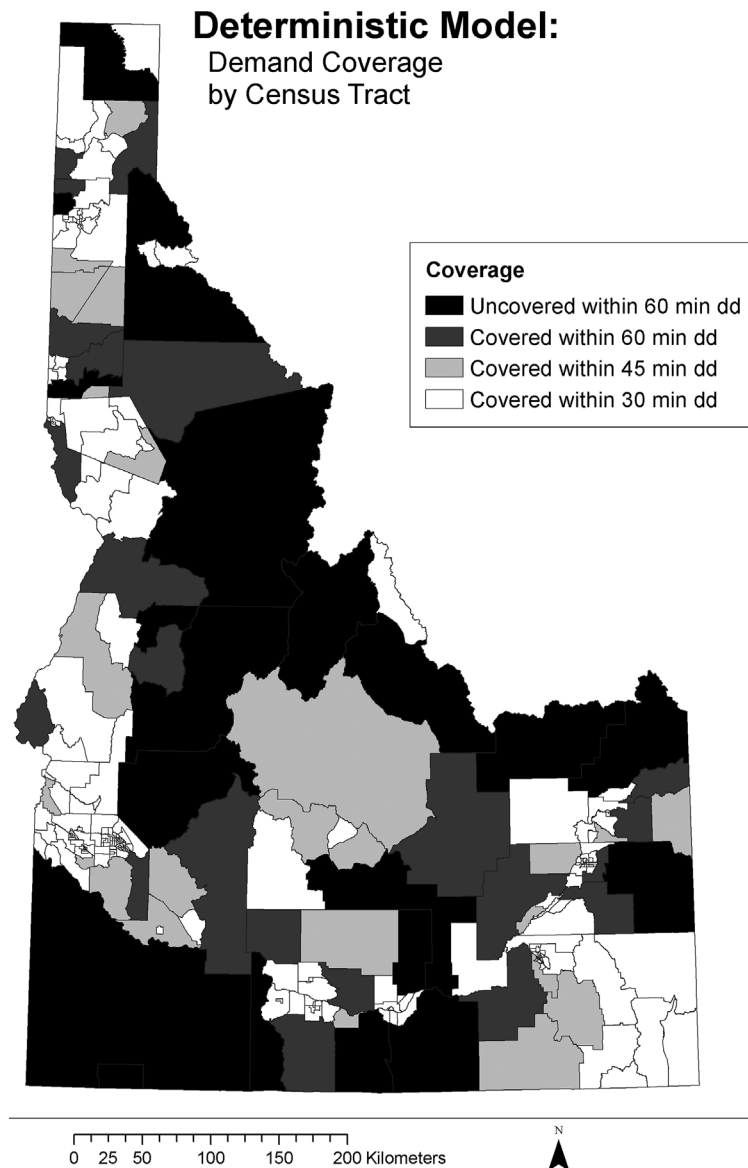 Deterministic Model:
Demand Coverage
by Census Tract
Coverage
Uncovered within 60 min dd
Covered within 60 min dd
Covered within 45 min dd
Covered within 30 min dd
N
0 25 50 100 150 200 Kilometers